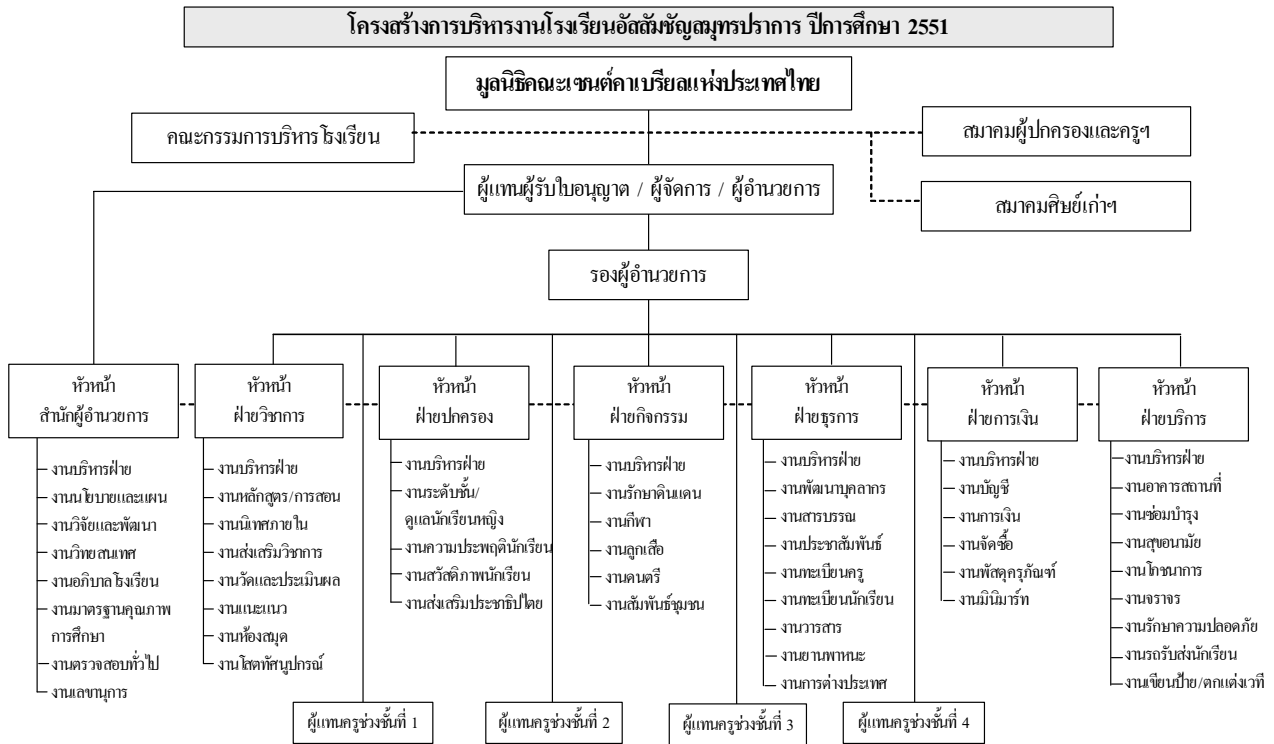 โครงสร้างการบริหารงานโรงเรียนอัสสัมชัญสมุทรปราการ ปีการศึกษา 2551
มูลนิธิคณะเซนต์คาเบรียลแห่งประเทศไทย
คณะกรรมการบริหารโรงเรียน
สมาคมผู้ปกครองและครูฯ
ผู้แทนผู้รับใบอนุญาต / ผู้จัดการ / ผู้อำนวยการ
สมาคมศิษย์เก่าฯ
รองผู้อำนวยการ
หัวหน้า
สำนักผู้อำนวยการ
งานบริหารฝ่าย
งานนโยบายและแผน
งานวิจัยและพัฒนา
งานวิทยสนเทศ
งานอภิบาลโรงเรียน
งานมาตรฐานคุณภาพ
การศึกษา
งานตรวจสอบทั่วไป
งานเลขานุการ
หัวหน้า
ฝ่ายวิชาการ
งานบริหารฝ่าย
งานหลักสูตร/การสอน
งานนิเทศภายใน
งานส่งเสริมวิชาการ
งานวัดและประเมินผล
งานแนะแนว
งานห้องสมุด
งานโสตทัศนูปกรณ์
หัวหน้า
ฝ่ายปกครอง
งานบริหารฝ่าย
งานระดับชั้น/
ดูแลนักเรียนหญิง
งานความประพฤตินักเรียน
งานสวัสดิภาพนักเรียน
งานส่งเสริมประชาธิปไตย
หัวหน้า
ฝ่ายกิจกรรม
งานบริหารฝ่าย
งานรักษาดินแดน
งานกีฬา
งานลูกเสือ
งานดนตรี
งานสัมพันธ์ชุมชน
หัวหน้า
ฝ่ายธุรการ
งานบริหารฝ่าย
งานพัฒนาบุคลากร
งานสารบรรณ
งานประชาสัมพันธ์
งานทะเบียนครู
งานทะเบียนนักเรียน
งานวารสาร
งานยานพาหนะ
งานการต่างประเทศ
หัวหน้า
ฝ่ายการเงิน
งานบริหารฝ่าย
งานบัญชี
งานการเงิน
งานจัดซื้อ
งานพัสดุครุภัณฑ์
งานมินิมาร์ท
หัวหน้า
ฝ่ายบริการ
งานบริหารฝ่าย
งานอาคารสถานที่
งานซ่อมบำรุง
งานสุขอนามัย
งานโภชนาการ
งานจราจร
งานรักษาความปลอดภัย
งานรถรับส่งนักเรียน
งานเขียนป้าย/ตกแต่งเวที
ผู้แทนครูช่วงชั้นที่ 1
ผู้แทนครูช่วงชั้นที่ 2
ผู้แทนครูช่วงชั้นที่ 3
ผู้แทนครูช่วงชั้นที่ 4